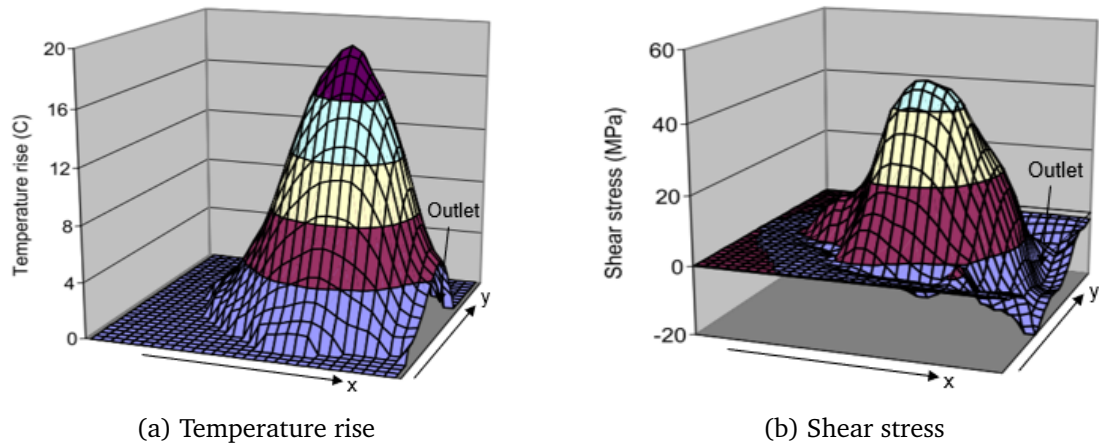 20
16
12
8
4
0
Temperature rise (C)
Outlet
y
x
(a) Temperature rise
60
40
20
0
-20
Shear stress (MPa)
Outlet
y
x
(b) Shear stress